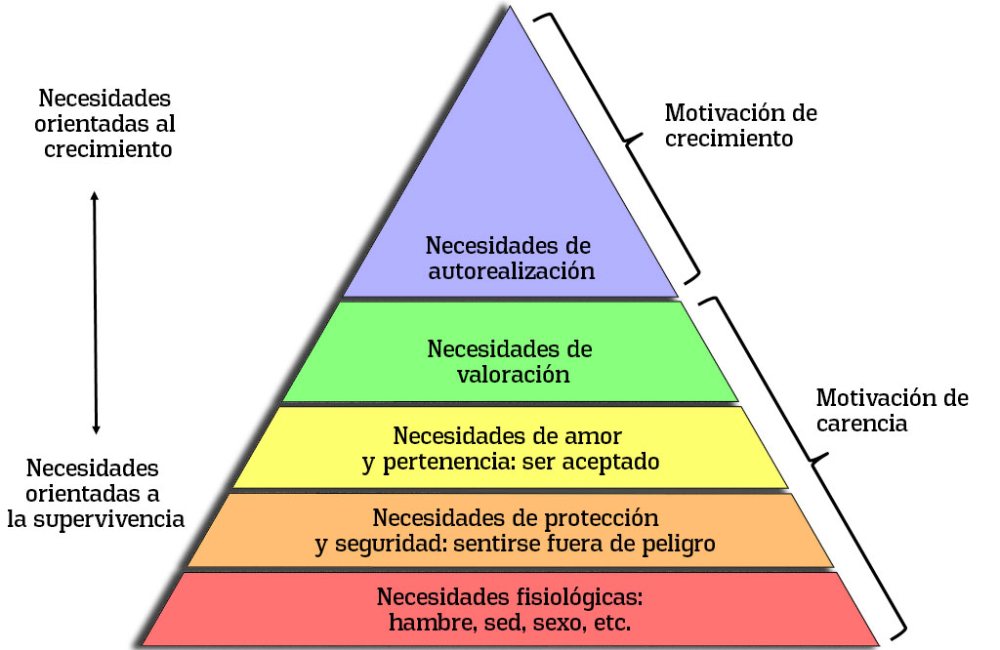 Necesidades
orientadas al
crecimiento
Motivación de
crecimiento
Necesidades de
autorealización
Necesidades de
valoración
Motivación de
carencia
Necesidades de amor
y pertenencia: ser aceptado
Necesidades
orientadas a
la supervivencia
Necesidades de protección
y seguridad: sentirse fuera de peligro
Necesidades fisiológicas:
hambre, sed, sexo, etc.